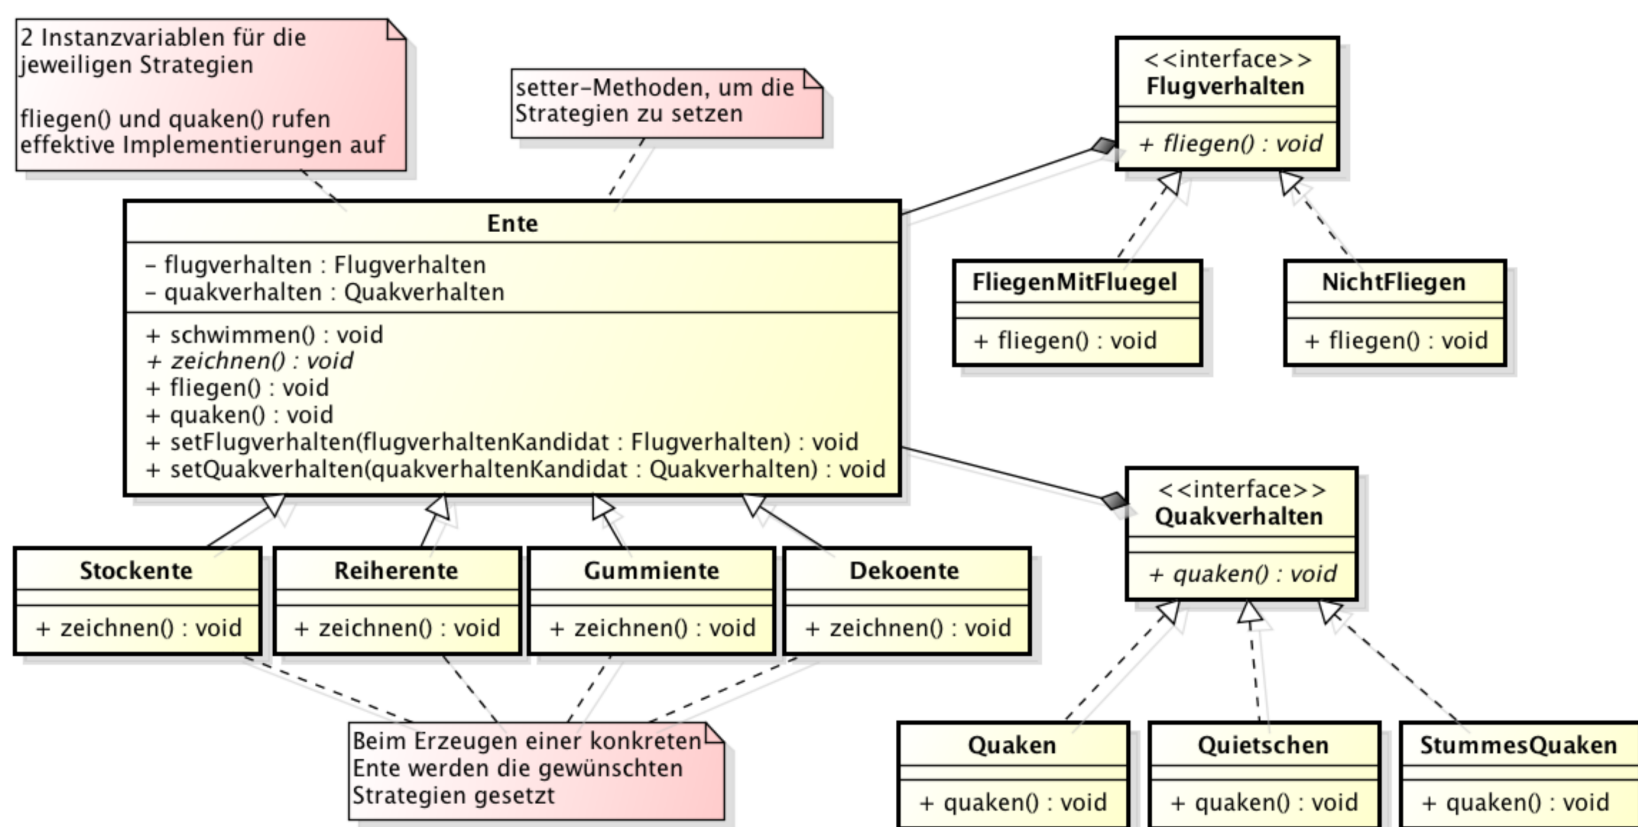 2 Instanzvariablen für die
jeweiligen Strategien
fliegen() und quaken() rufen
effektive Implementierungen auf
setter-Methoden, um die
Strategien zu setzen
<<interface>>
Flugverhalten
+ fliegen() : void
Ente
- flugverhalten : Flugverhalten
- quakverhalten : Quakverhalten
+ schwimmen() : void
+ zeichnen() : void
+ fliegen() : void
+ quaken() : void
+ setFlugverhalten(flugverhaltenKandidat : Flugverhalten) : void
+ setQuakverhalten(quakverhaltenKandidat : Quakverhalten) : void
FliegenMitFluegel
+ fliegen() : void
NichtFliegen
+ fliegen() : void
<<interface>>
Quakverhalten
+ quaken() : void
Stockente
+ zeichnen() : void
Reiherente
+ zeichnen() : void
Gummiente
+ zeichnen() : void
Dekoente
+ zeichnen() : void
Beim Erzeugen einer konkreten
Ente werden die gewünschten
Strategien gesetzt
Quaken
+ quaken() : void
Quietschen
+ quaken() : void
StummesQuaken
+ quaken() : void